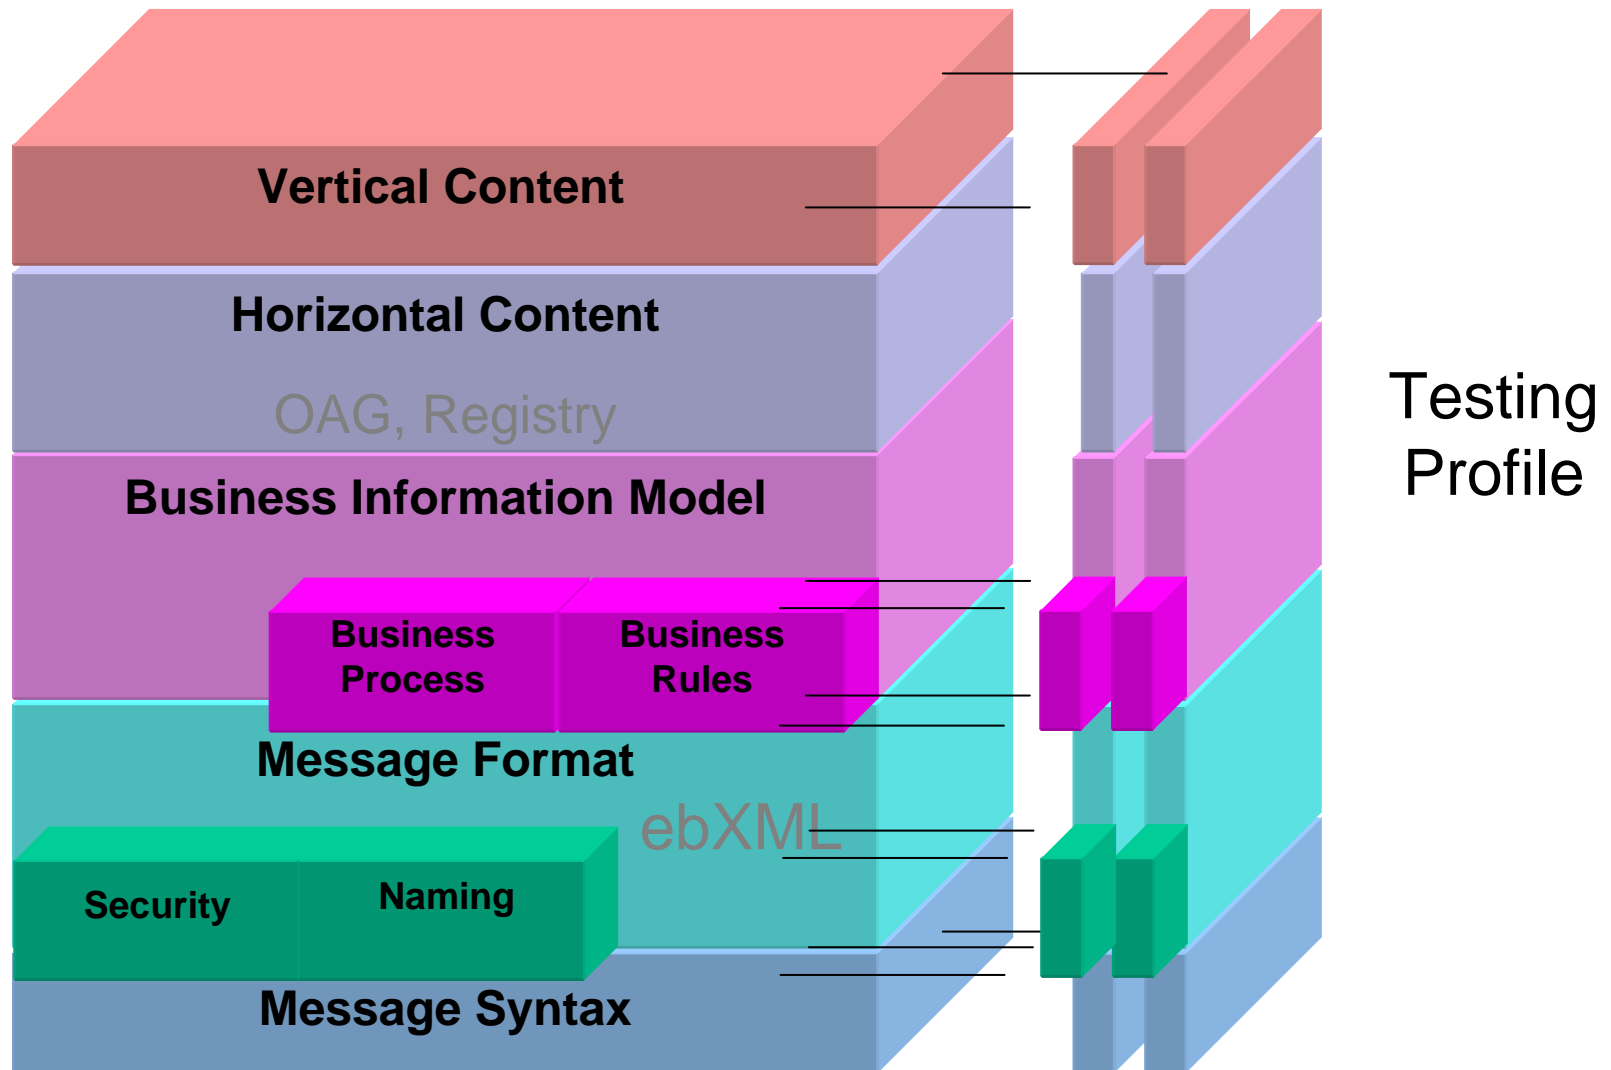 Vertical Content
Horizontal Content
OAG, Registry
Testing
Profile
Business Information Model
Business
Process
Business
Rules
Message Format
ebXML
Security
Naming
Message Syntax